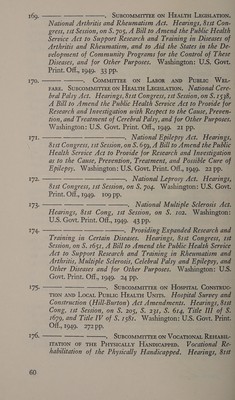 169. ———. ———, Subcommittee on Health Legislation.
National Arthritis and Rheumatism Act. Hearings, 81st Con-
gress, 1st Session, on S. 705, A Bill to Amend the Public Health
Service Act to Support Research and Training in Diseases of
Arthritis and Rheumatism, and to Aid the States in the De-
velopment of Community Programs for the Control of These
Diseases, and for Other Purposes. Washington: U.S. Govt.
Print. Off., 1949. 35 pp.
170. ———. Committee on Labor and Public Wel-
fare. Subcommittee on Health Legislation. National Cere-
bral Palsy Act. Hearings, 81st Congress, 1st Session, on S. 1538,
A Bill to Amend the Public Health Service Act to Provide for
Research and Investigation with Respect to the Cause, Preven-
tion, and Treatment of Cerebral Palsy, and for Other Purposes.
Washington: U.S. Govt. Print. Off., 1949. 21 pp.
171. ———. ———. National Epilepsy Act. Hearings,
81st Congress, 1st Session, on S. 659, A Bill to Amend the Public
Health Service Act to Provide for Research and Investigation
as to the Cause, Prevention, Treatment, and Possible Cure of
Epilepsy. Washington: U.S. Govt. Print. Off., 1949. 22 pp.
172. ———. ———. National Leprosy Act. Hearings,
81st Congress, 1st Session, on S. 704. Washington: U.S. Govt.
Print. Off., 1949. 109 pp.
173. ———. ———. National Multiple Sclerosis Act.
Hearings, 81st Cong, 1st Session, on S. 102. Washington:
U.S. Govt. Print. Off., 1949. 43 pp.
174. ———. ———. Providing Expanded Research and
Training in Certain Diseases. Hearings, 81st Congress, 1st
Session, on S. 1651, A Bill to Amend the Public Health Service
Act to Support Research and Training in Rheumatism and
Arthritis, Multiple Sclerosis, Cerebral Palsy and Epilepsy, and
Other Diseases and for Other Purposes. Washington: U.S.
Govt. Print. Off., 1949. 24 pp.
175. ———. ———, Subcommittee on Hospital Construc-
tion and Local Public Health Units. Hospital Survey and
Construction (Hill-Burton) Act Amendments. Hearings, 81st
Cong. 1st Session, on S. 205, S. 231, S. 614, Title III of S.
1679, and Title IV of S. 1581. Washington: U.S. Govt. Print.
Off., 1949. 272 pp.
176. ———. ———, Subcommittee on Vocational Rehabil-
itation of the Physically Handicapped. Vocational Re-
habilitation of the Physically Handicapped. Hearings, 81st
60